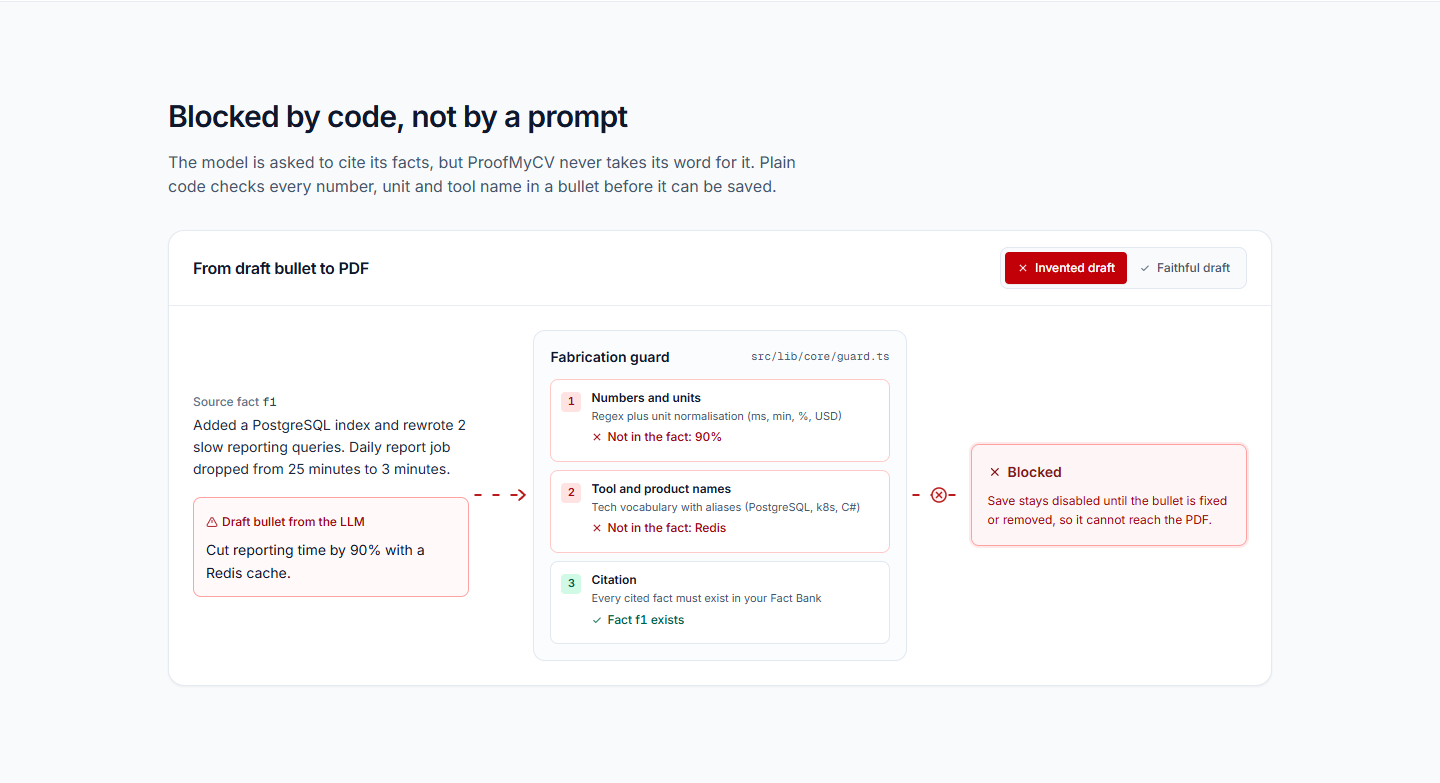 Blocked by code, not by a prompt
The model is asked to cite its facts, but ProofMyCV never takes its word for it. Plain
code checks every number, unit and tool name in a bullet before it can be saved.
From draft bullet to PDF
Invented draft
Faithful draft
Source fact f1
Added a PostgreSQL index and rewrote 2
slow reporting queries. Daily report job
dropped from 25 minutes to 3 minutes.
Draft bullet from the LLM
Cut reporting time by 90% with a
Redis cache.
Fabrication guard
src/lib/core/guard.ts
1
Numbers and units
Regex plus unit normalisation (ms, min, %, USD)
Not in the fact: 90%
2
Tool and product names
Tech vocabulary with aliases (PostgreSQL, k8s, C#)
Not in the fact: Redis
3
Citation
Every cited fact must exist in your Fact Bank
Fact f1 exists
Blocked
Save stays disabled until the bullet is fixed
or removed, so it cannot reach the PDF.